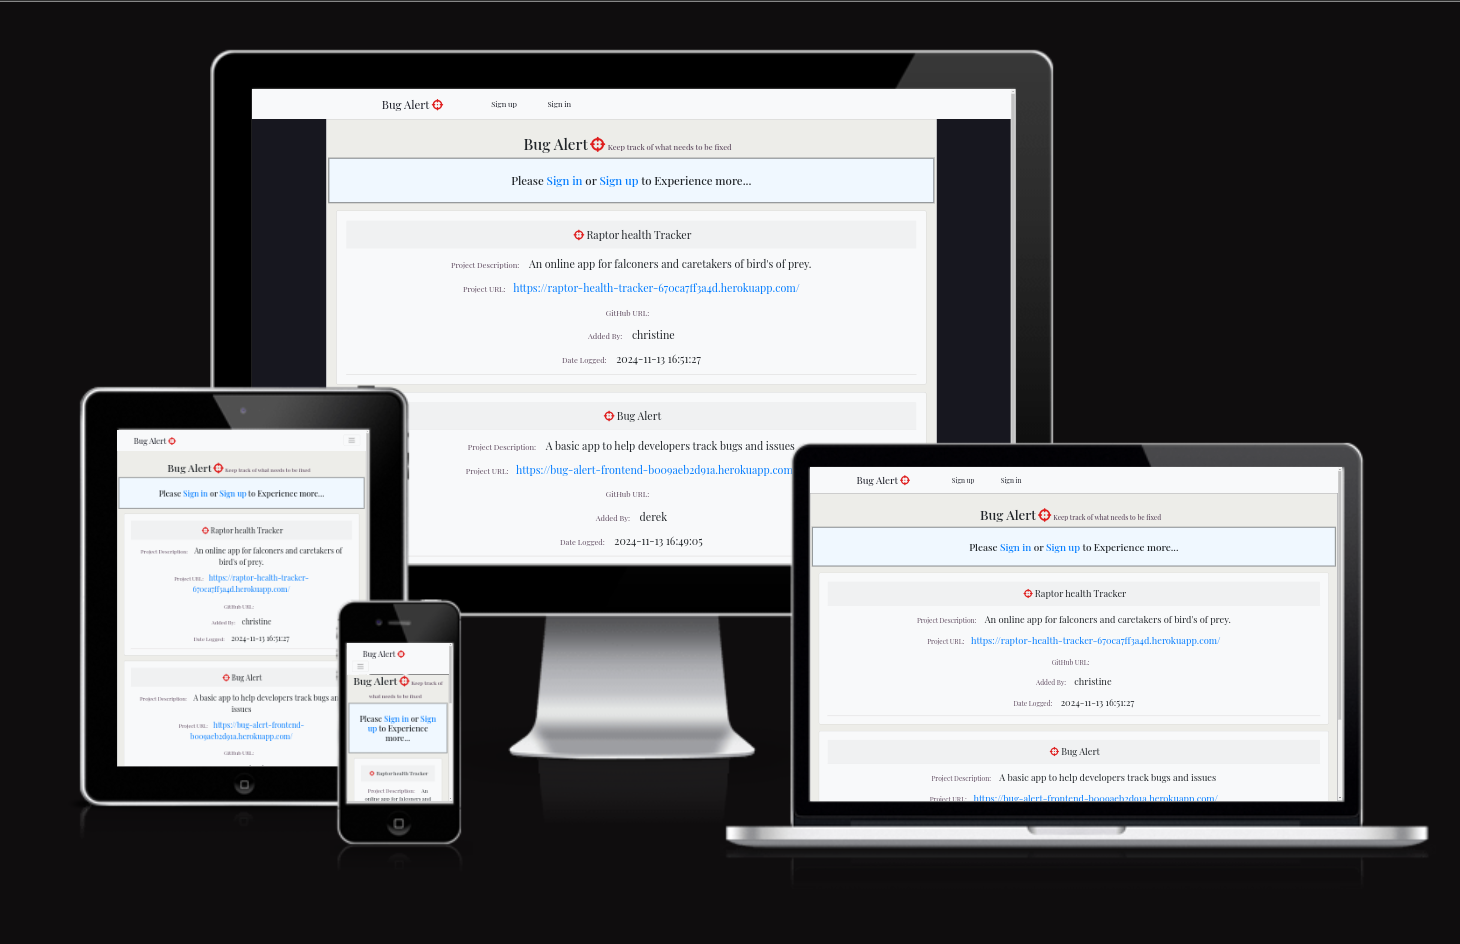 Bug Alert
Sign up
Sign in
Bug Alert Keep track of what needs to be fixed
Please Sign in or Sign up to Experience more...
Raptor health Tracker
Project Description: An online app for falconers and caretakers of bird's of prey.
Project URL: https://raptor-health-tracker-670ca7ff3a4d.herokuapp.com/
GitHub URL:
Added By: christine
Date Logged: 2024-11-13 16:51:27
Bug Alert
Project Description: A basic app to help developers track bugs and issues
Project URL: https://bug-alert-frontend-b009aeb2d91a.herokuapp.com
GitHub URL:
Added By: derek
Date Logged: 2024-11-13 16:49:05
Bug Alert
Bug Alert Keep track of what needs to be fixed
Please Sign in or Sign up to Experience more...
Raptor health Tracker
Project Description: An online app for falconers and caretakers of
bird's of prey.
Project URL: https://raptor-health-tracker-
670ca7ff3a4d.herokuapp.com/
GitHub URL:
Added By: christine
Date Logged: 2024-11-13 16:51:27
Bug Alert
Project Description: A basic app to help developers track bugs an
issues
Project URL: https://bug-alert-frontend-
b009aeb2d91a.herokuapp.com/
GitHub URL:
Bug Alert
Bug Alert Keep track of
what needs to be fixed
Please Sign in or Sign
up to Experience
more...
Raptor health Tracker
Project Description: An
online app for falconers and
Bug Alert
Sign up
Sign in
Bug Alert Keep track of what needs to be fixed
Please Sign in or Sign up to Experience more...
Raptor health Tracker
Project Description: An online app for falconers and caretakers of bird's of prey.
Project URL: https://raptor-health-tracker-670ca7ff3a4d.herokuapp.com/
GitHub URL:
Added By: christine
Date Logged: 2024-11-13 16:51:27
Bug Alert
Project Description: A basic app to help developers track bugs and issues
Project URL: https://bug-alert-frontend-b009aeb2d91a.herokuapp.com/